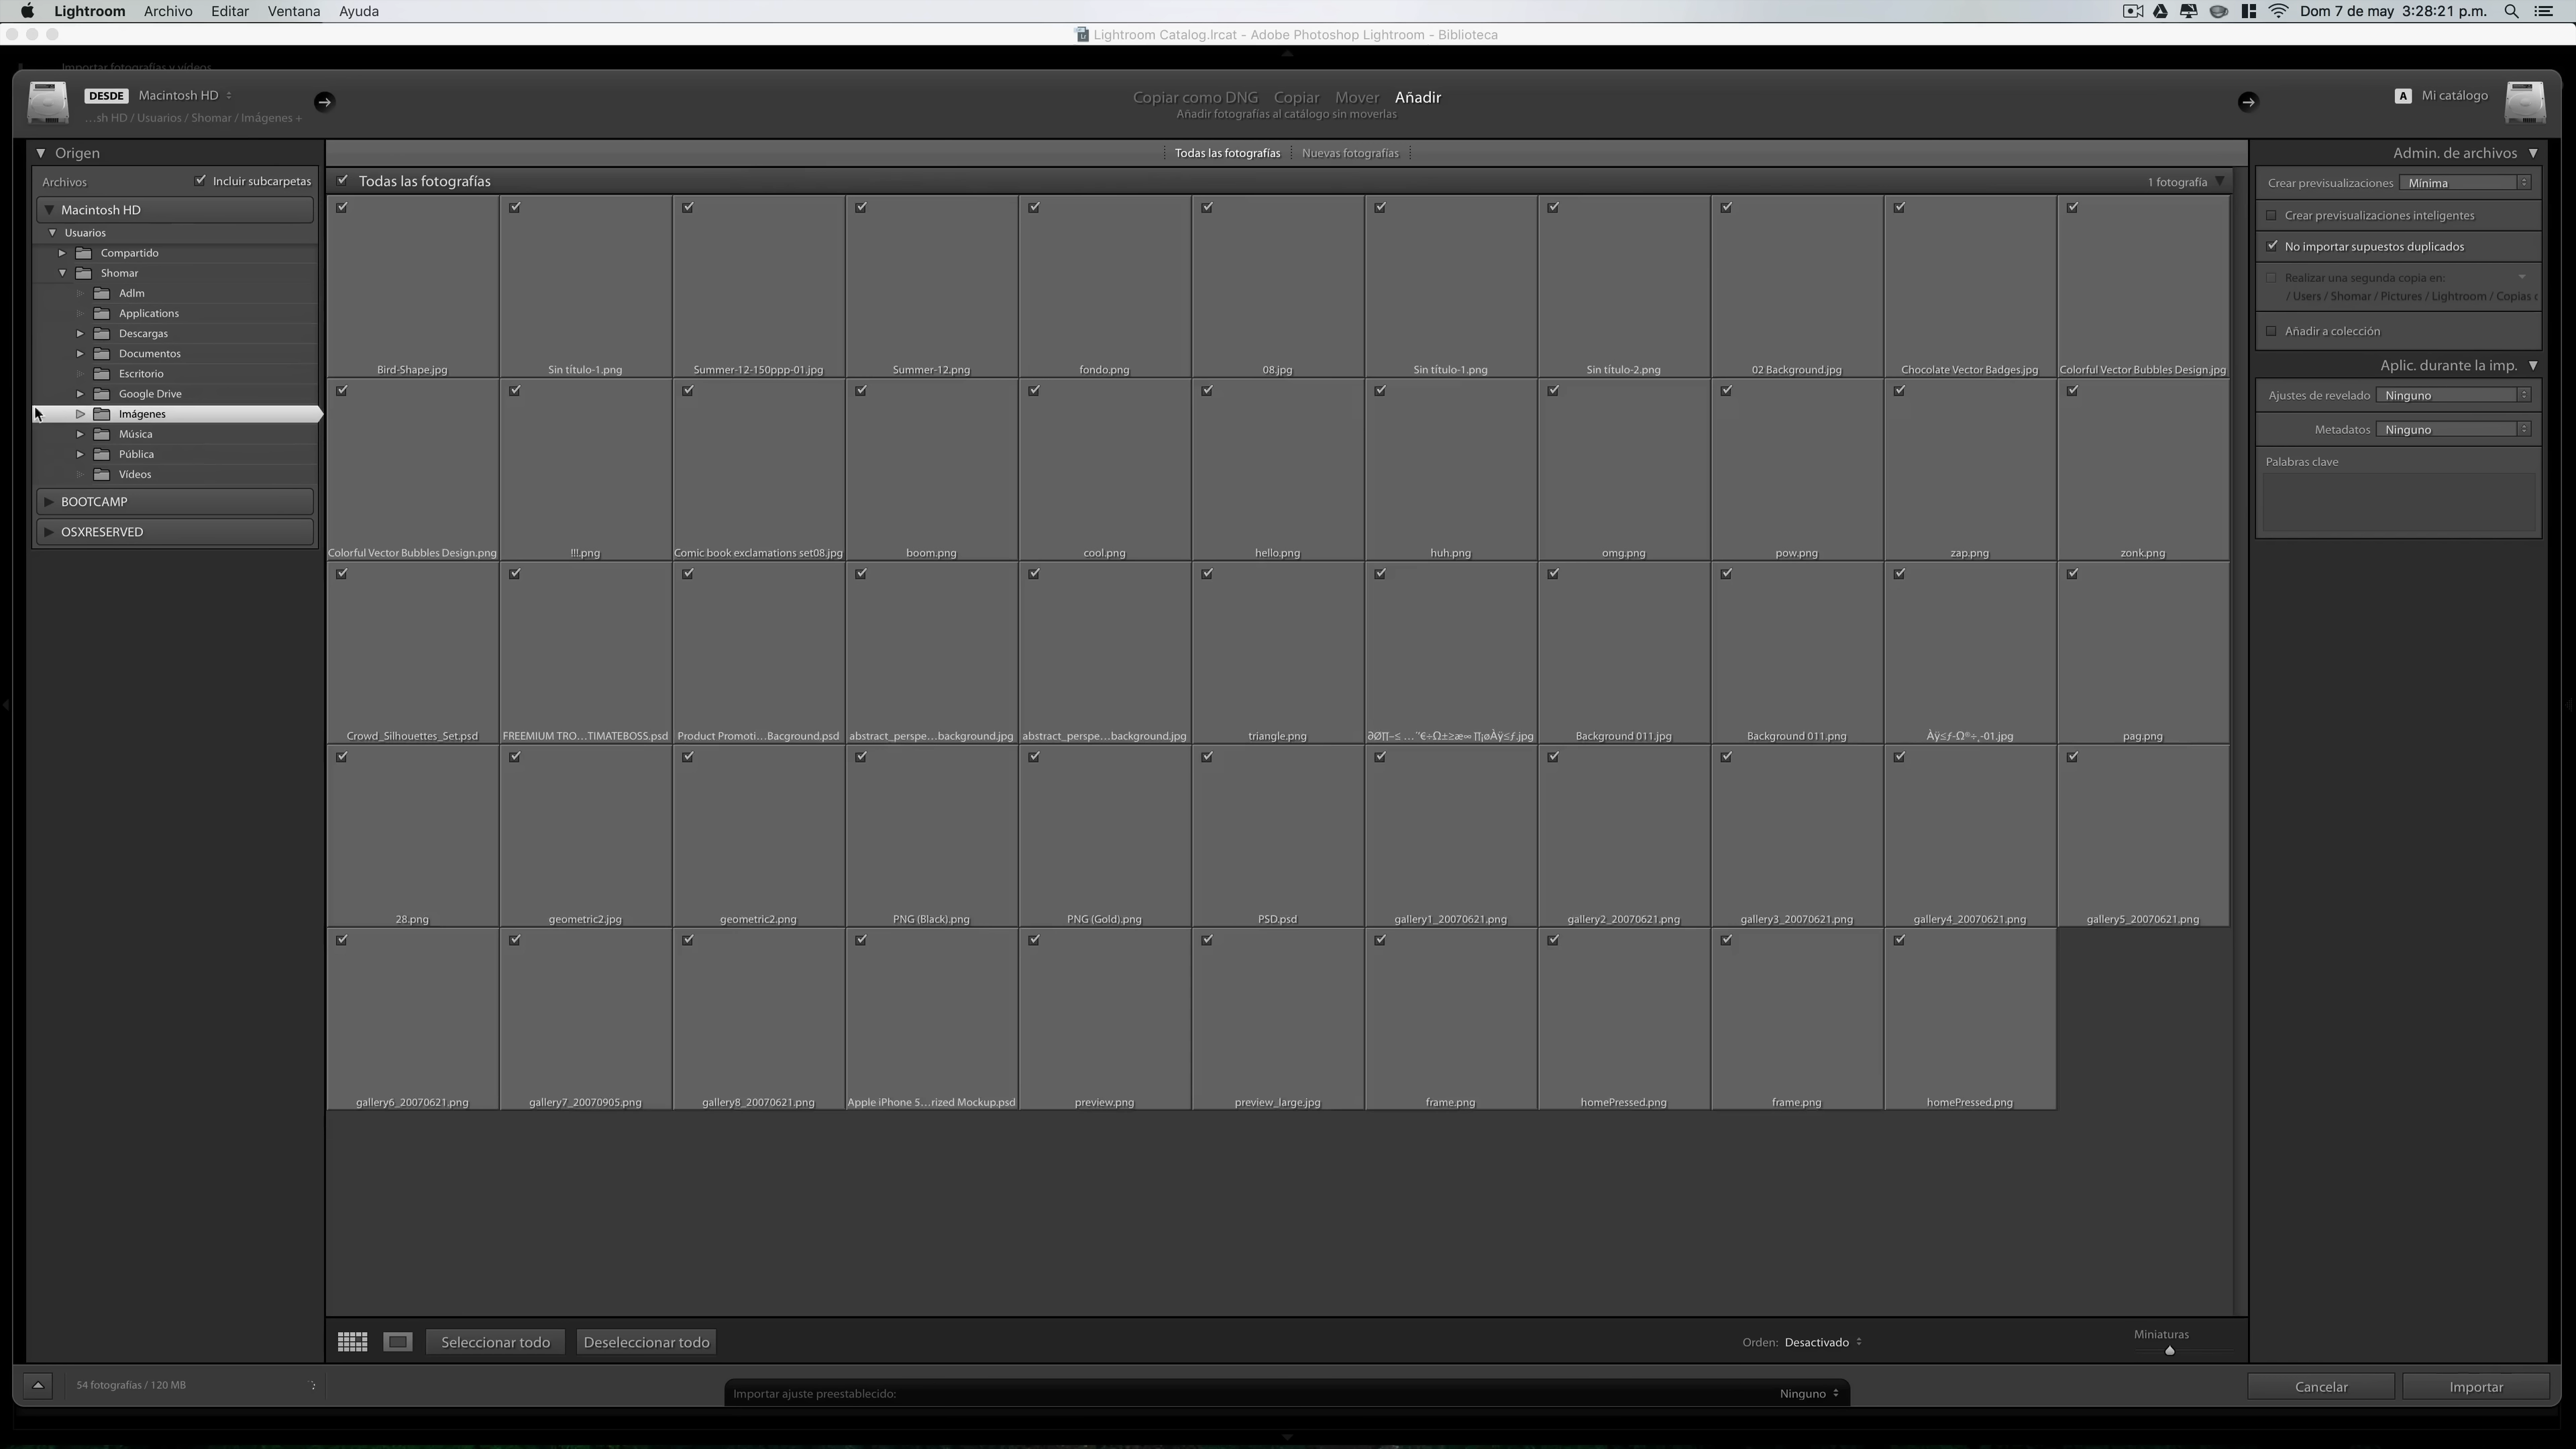 Lightroom Archivo Editar Ventana Ayuda
Dom 7 de may 3:28:21 p.m.
Lightroom Catalog.lrcat - Adobe Photoshop Lightroom - Biblioteca
Importar fotografías y vídeos
DESDE Macintosh HD
…sh HD / Usuarios / Shomar / Imágenes +
Copiar como DNG Copiar Mover Añadir
Añadir fotografías al catálogo sin moverlas
A Mi catálogo
Origen
Archivos Incluir subcarpetas
Macintosh HD
Usuarios
Compartido
Shomar
Adlm
Applications
Descargas
Documentos
Escritorio
Google Drive
Imágenes
Música
Pública
Vídeos
BOOTCAMP
OSXRESERVED
Todas las fotografías Nuevas fotografías
Todas las fotografías 1 fotografía
Bird-Shape.jpg Sin título-1.png Summer-12-150ppp-01.jpg Summer-12.png fondo.png 08.jpg Sin título-1.png Sin título-2.png 02 Background.jpg Chocolate Vector Badges.jpg Colorful Vector Bubbles Design.jpg
Colorful Vector Bubbles Design.png !!!.png Comic book exclamations set08.jpg boom.png cool.png hello.png huh.png omg.png pow.png zap.png zonk.png
Crowd_Silhouettes_Set.psd FREEMIUM TRO…TIMATEBOSS.psd Product Promoti…Bacground.psd abstract_perspe…background.jpg abstract_perspe…background.jpg triangle.png Background 011.jpg Background 011.png pag.png
28.png geometric2.jpg geometric2.png PNG (Black).png PNG (Gold).png PSD.psd gallery1_20070621.png gallery2_20070621.png gallery3_20070621.png gallery4_20070621.png gallery5_20070621.png
gallery6_20070621.png gallery7_20070905.png gallery8_20070621.png Apple iPhone 5…rized Mockup.psd preview.png preview_large.jpg frame.png homePressed.png frame.png homePressed.png
Admin. de archivos
Crear previsualizaciones Mínima
Crear previsualizaciones inteligentes
No importar supuestos duplicados
Realizar una segunda copia en:
/ Users / Shomar / Pictures / Lightroom / Copias
Añadir a colección
Aplic. durante la imp.
Ajustes de revelado Ninguno
Metadatos Ninguno
Palabras clave
Seleccionar todo Deseleccionar todo
Orden: Desactivado
Miniaturas
54 fotografías / 120 MB
Importar ajuste preestablecido: Ninguno
Cancelar Importar